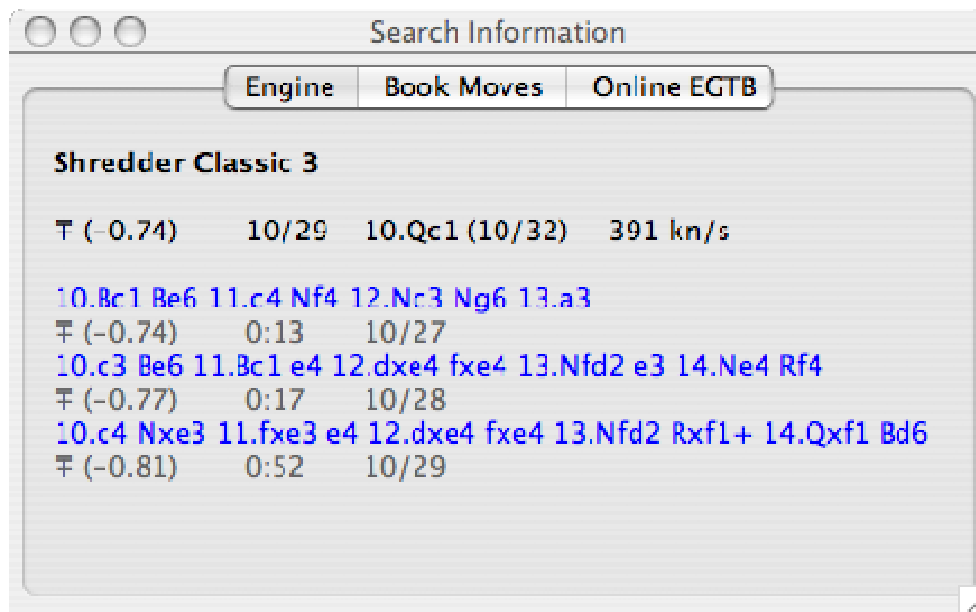 Search Information
Engine Book Moves Online EGTB
Shredder Classic 3
∓ (-0.74) 10/29 10.Qc1 (10/32) 391 kn/s
10.Bc1 Be6 11.c4 Nf4 12.Nc3 Ng6 13.a3
∓ (-0.74) 0:13 10/27
10.c3 Be6 11.Bc1 e4 12.dxe4 fxe4 13.Nfd2 e3 14.Ne4 Rf4
∓ (-0.77) 0:17 10/28
10.c4 Nxe3 11.fxe3 e4 12.dxe4 fxe4 13.Nfd2 Rxf1+ 14.Qxf1 Bd6
∓ (-0.81) 0:52 10/29